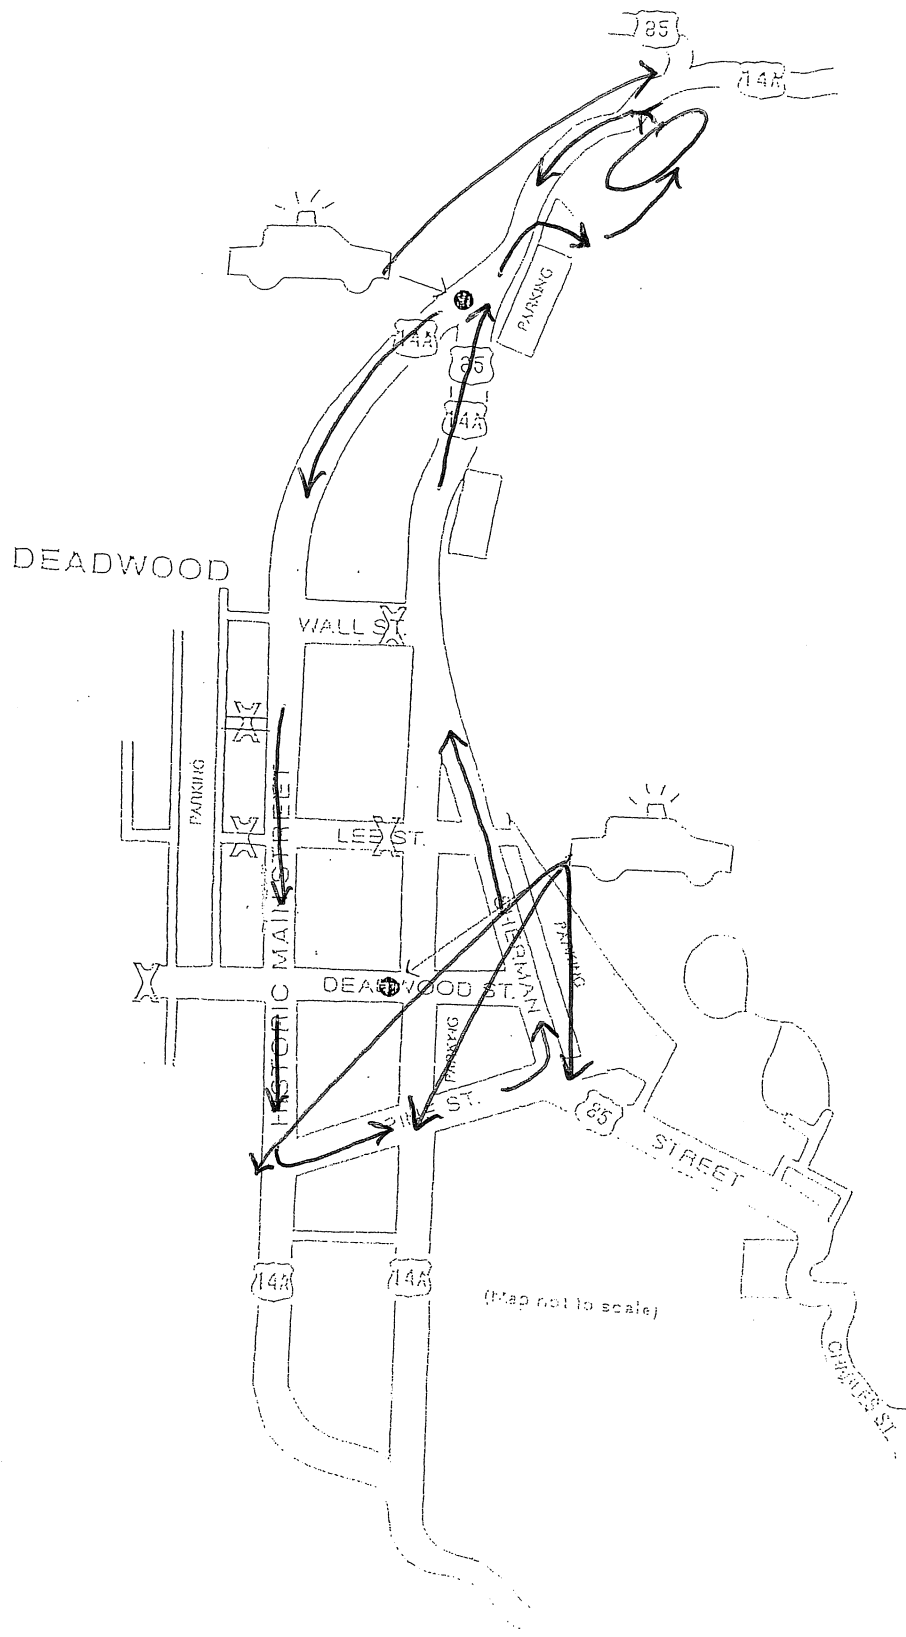 85
14A
PARKING
14A
85
14A
DEADWOOD
WALL ST.
PARKING
LEE ST.
HISTORIC MAIN STREET
SHERMAN
PARKING
DEADWOOD ST.
PARKING
PINE ST.
85
STREET
14A
14A
(Map not to scale)
CHARLES ST.